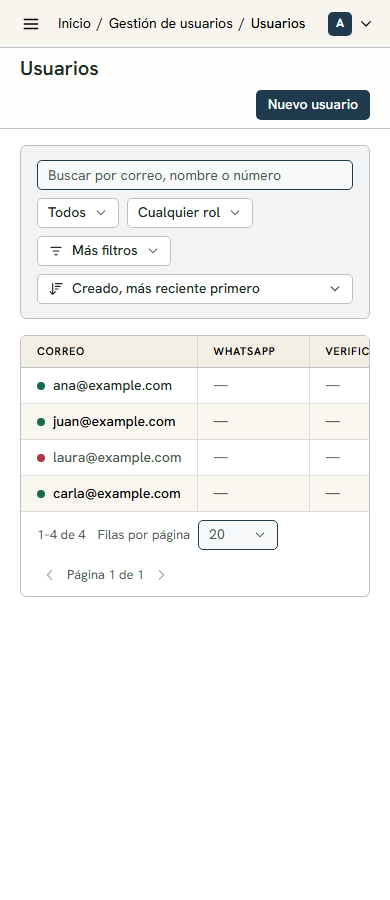 Inicio / Gestión de usuarios / Usuarios A
Usuarios
Nuevo usuario
Buscar por correo, nombre o número
Todos Cualquier rol
Más filtros
Creado, más reciente primero
CORREO WHATSAPP VERIFIC
ana@example.com — —
juan@example.com — —
laura@example.com — —
carla@example.com — —
1–4 de 4 Filas por página 20
Página 1 de 1